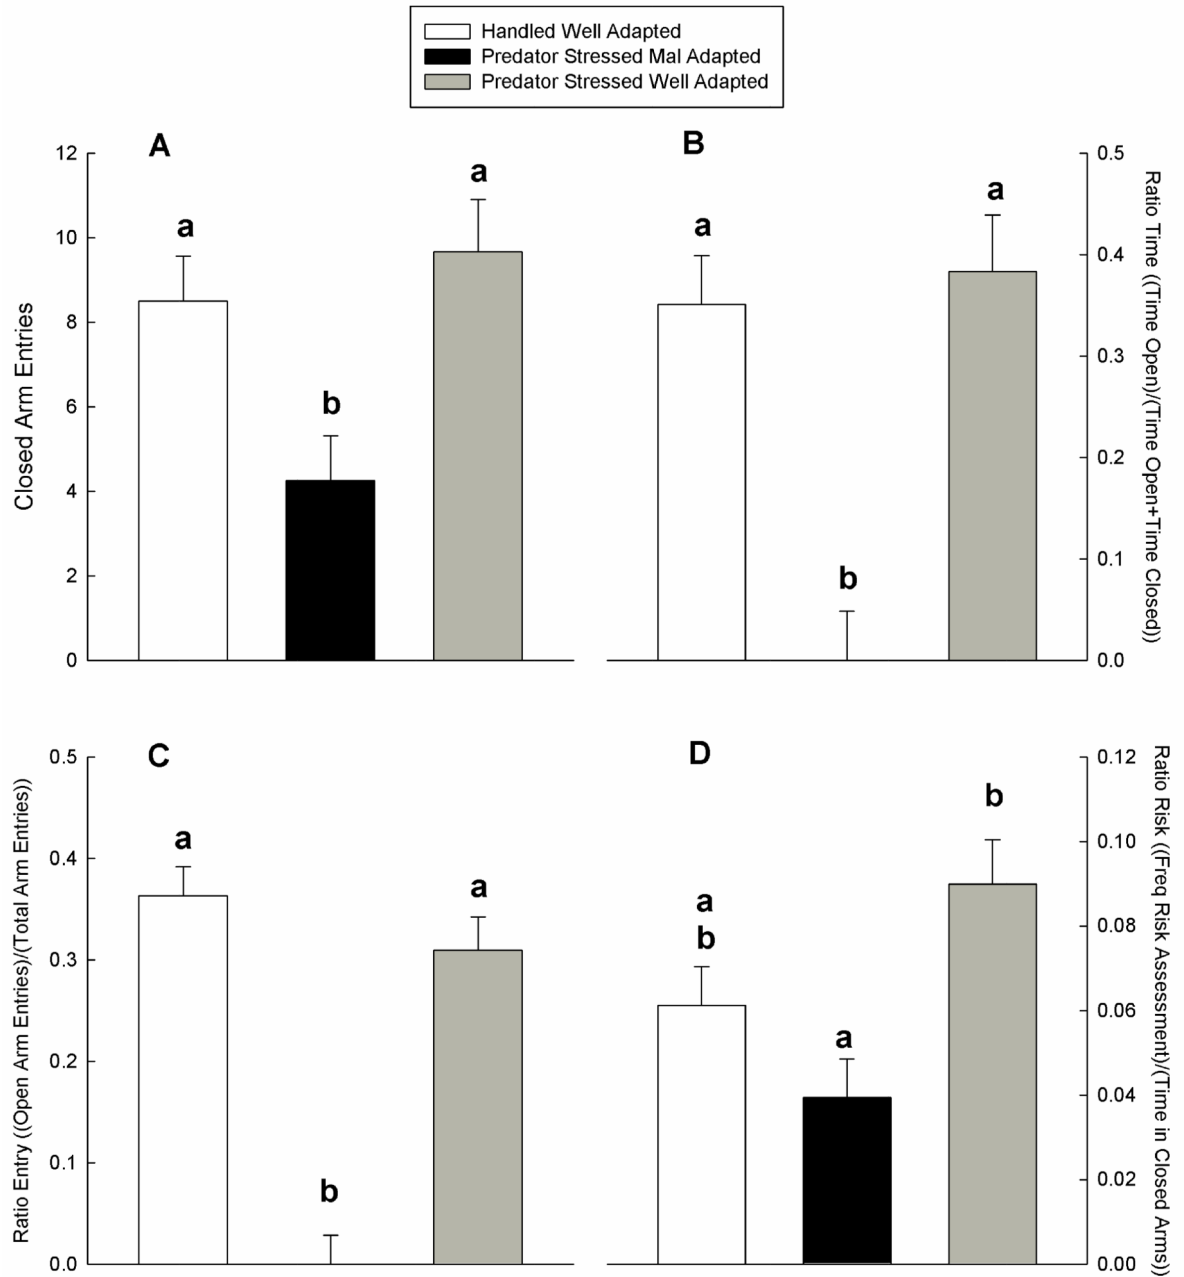 Handled Well Adapted
Predator Stressed Mal Adapted
Predator Stressed Well Adapted
A
12
10
8
6
4
2
0
Closed Arm Entries
a
b
a
B
0.5
0.4
0.3
0.2
0.1
0.0
Ratio Time ((Time Open)/(Time Open+Time Closed))
a
b
a
C
0.5
0.4
0.3
0.2
0.1
0.0
Ratio Entry ((Open Arm Entries)/(Total Arm Entries))
a
b
a
D
0.12
0.10
0.08
0.06
0.04
0.02
0.00
Ratio Risk ((Freq Risk Assessment)/(Time in Closed Arms))
a
b
a
b